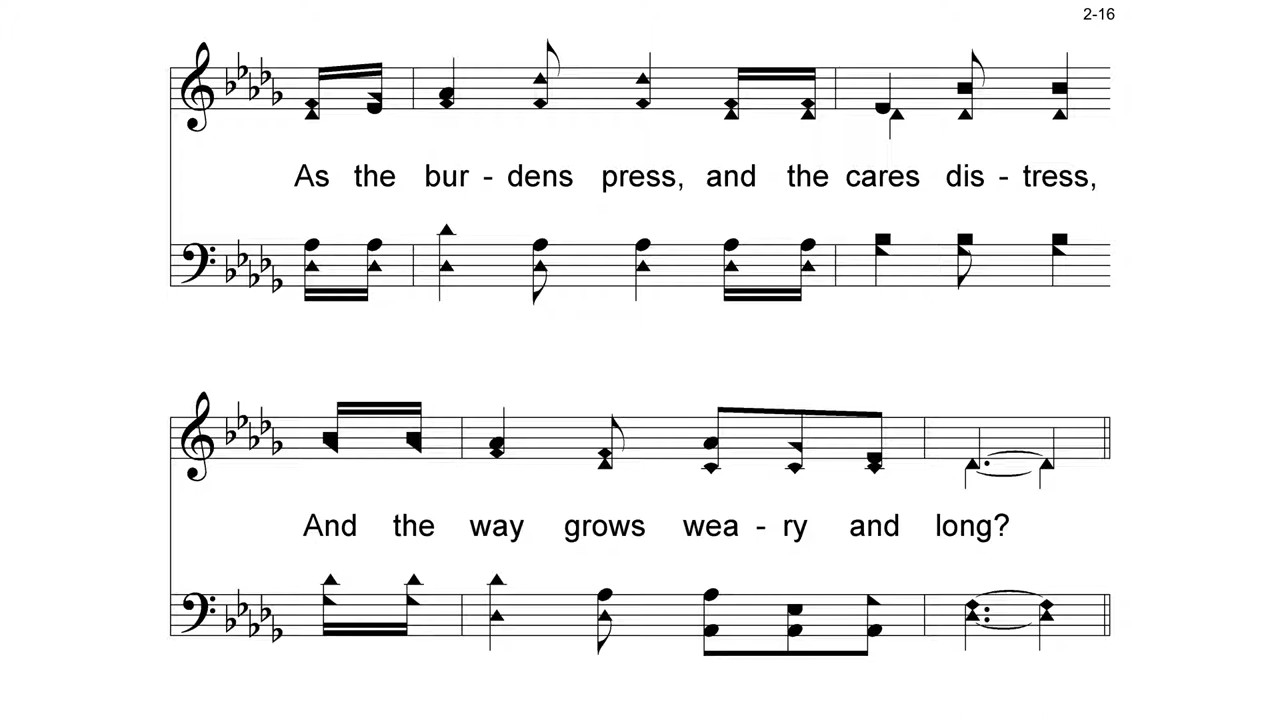 2-16
As the bur - dens press, and the cares dis - tress,
And the way grows wea - ry and long?